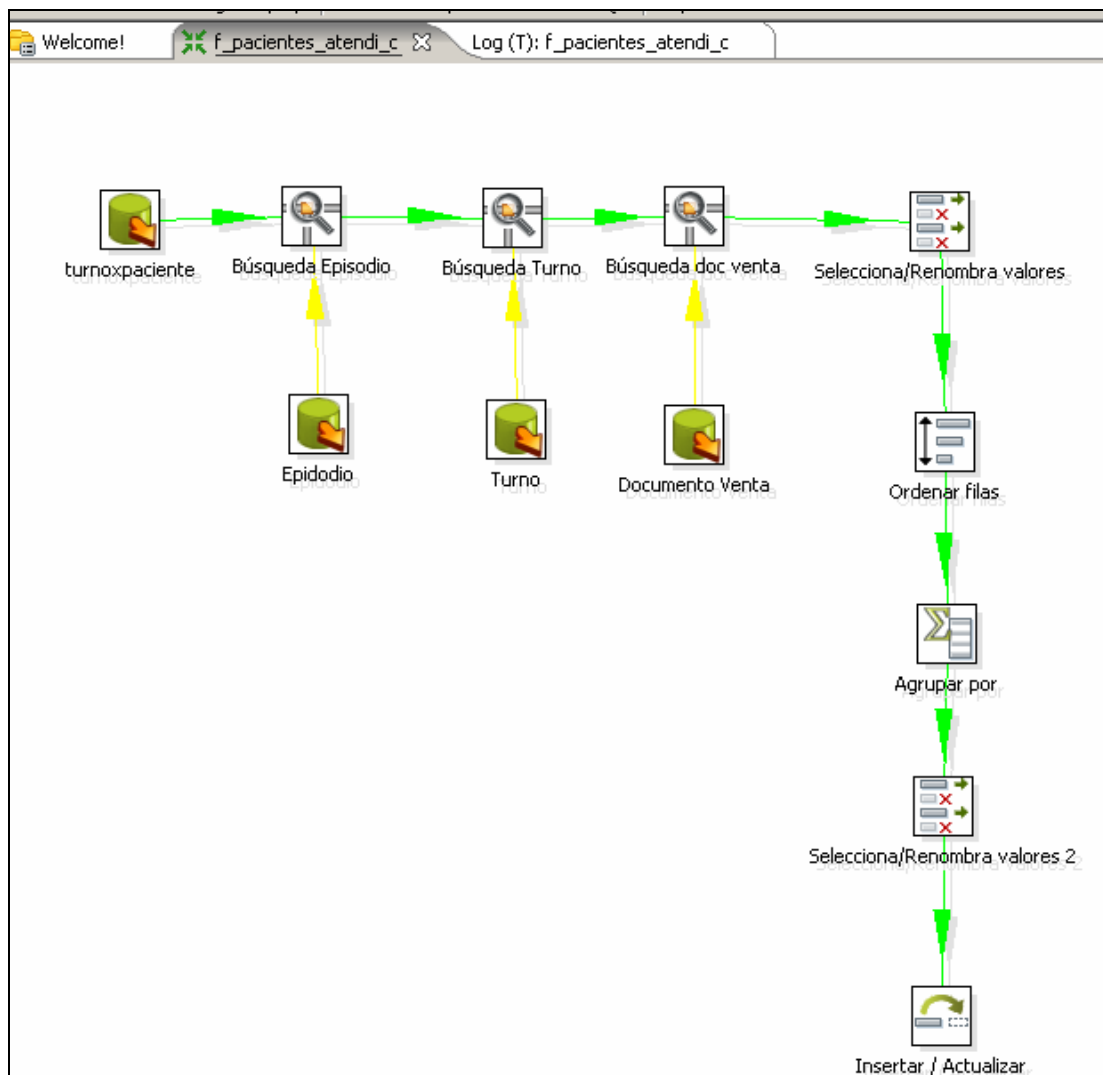 Welcome!
f_pacientes_atendi_c
Log (T): f_pacientes_atendi_c
turnoxpaciente
Búsqueda Episodio
Búsqueda Turno
Búsqueda doc venta
Selecciona/Renombra valores
Epidodio
Turno
Documento Venta
Ordenar filas
Agrupar por
Selecciona/Renombra valores 2
Insertar / Actualizar